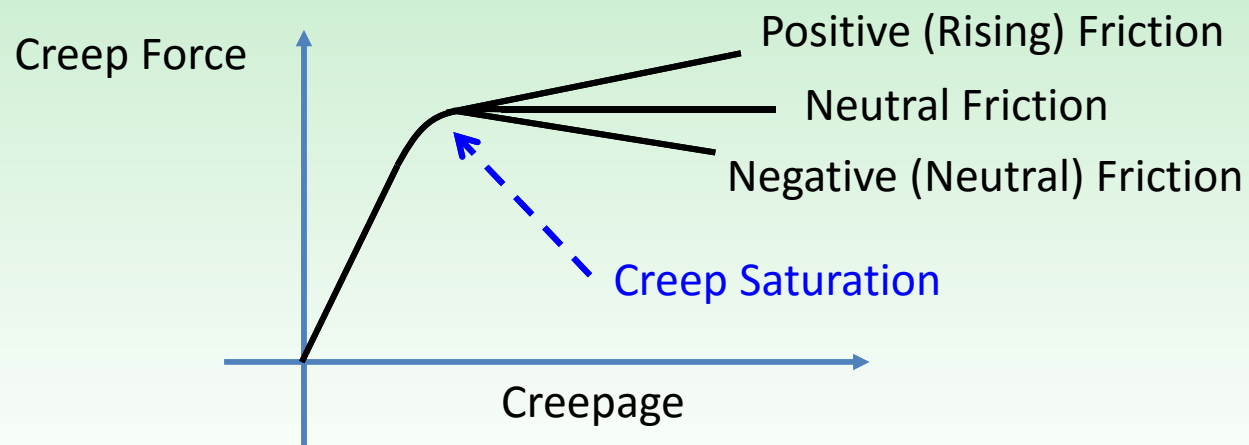 Creep Force
Positive (Rising) Friction
Neutral Friction
Negative (Neutral) Friction
Creep Saturation
Creepage